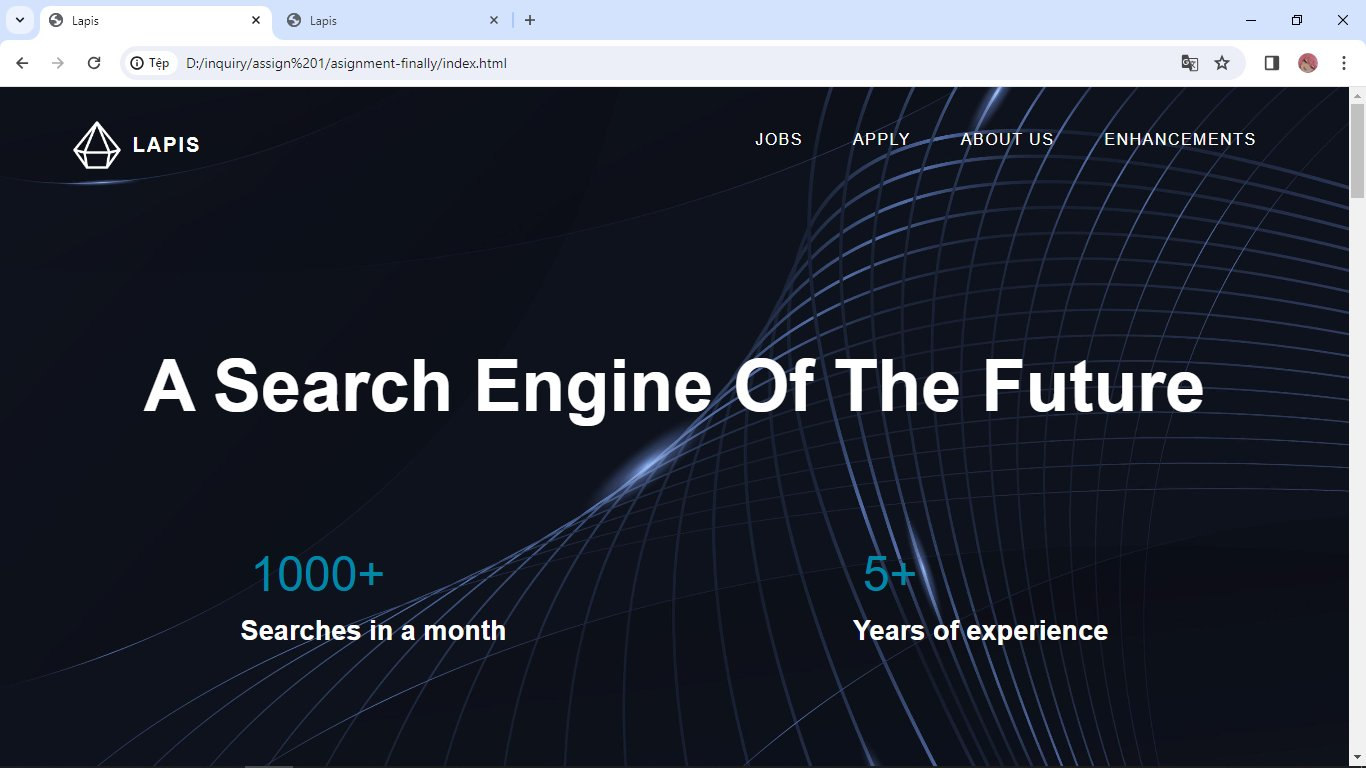 Lapis
Lapis
Tệp
D:/inquiry/assign%201/asignment-finally/index.html
LAPIS
JOBS APPLY ABOUT US ENHANCEMENTS
A Search Engine Of The Future
1000+ 5+
Searches in a month Years of experience